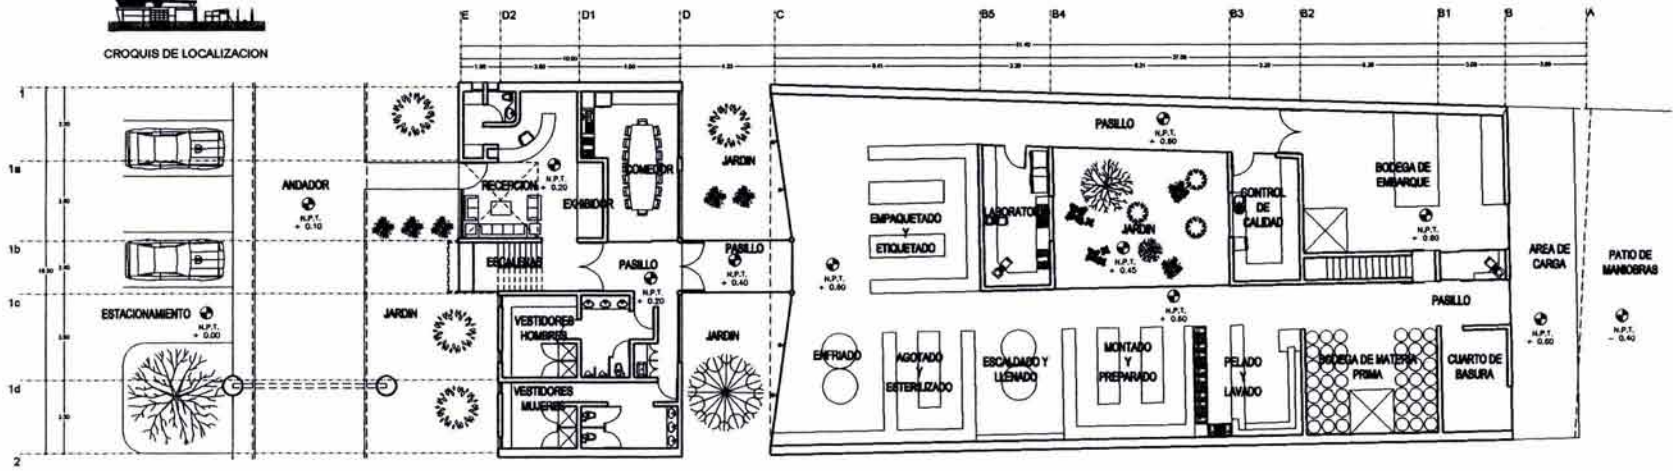 CROQUIS DE LOCALIZACION
E
D2
D1
D
C
B5
B4
B3
B2
B1
B
A
10.00
1
1a
1b
1c
1d
2
ESTACIONAMIENTO
N.P.T.
+ 0.00
ANDADOR
N.P.T.
+ 0.10
JARDIN
RECEPCION
N.P.T.
+ 0.20
EXHIBIDOR
COMEDOR
ESCALERAS
PASILLO
N.P.T.
+ 0.20
VESTIDORES
HOMBRES
VESTIDORES
MUJERES
JARDIN
PASILLO
N.P.T.
+ 0.40
JARDIN
N.P.T.
+ 0.60
EMPAQUETADO
Y
ETIQUETADO
PASILLO
N.P.T.
+ 0.60
JARDIN
N.P.T.
+ 0.45
CONTROL
DE
CALIDAD
BODEGA DE
EMBARQUE
N.P.T.
+ 0.60
N.P.T.
+ 0.60
PASILLO
ENFRIADO
AGOTADO
Y
ESTERILIZADO
ESCALDADO Y
LLENADO
MONTADO
Y
PREPARADO
PELADO
Y
LAVADO
BODEGA DE MATERIA
PRIMA
CUARTO DE
BASURA
AREA DE
CARGA
N.P.T.
+ 0.60
PATIO DE
MANIOBRAS
N.P.T.
- 0.40